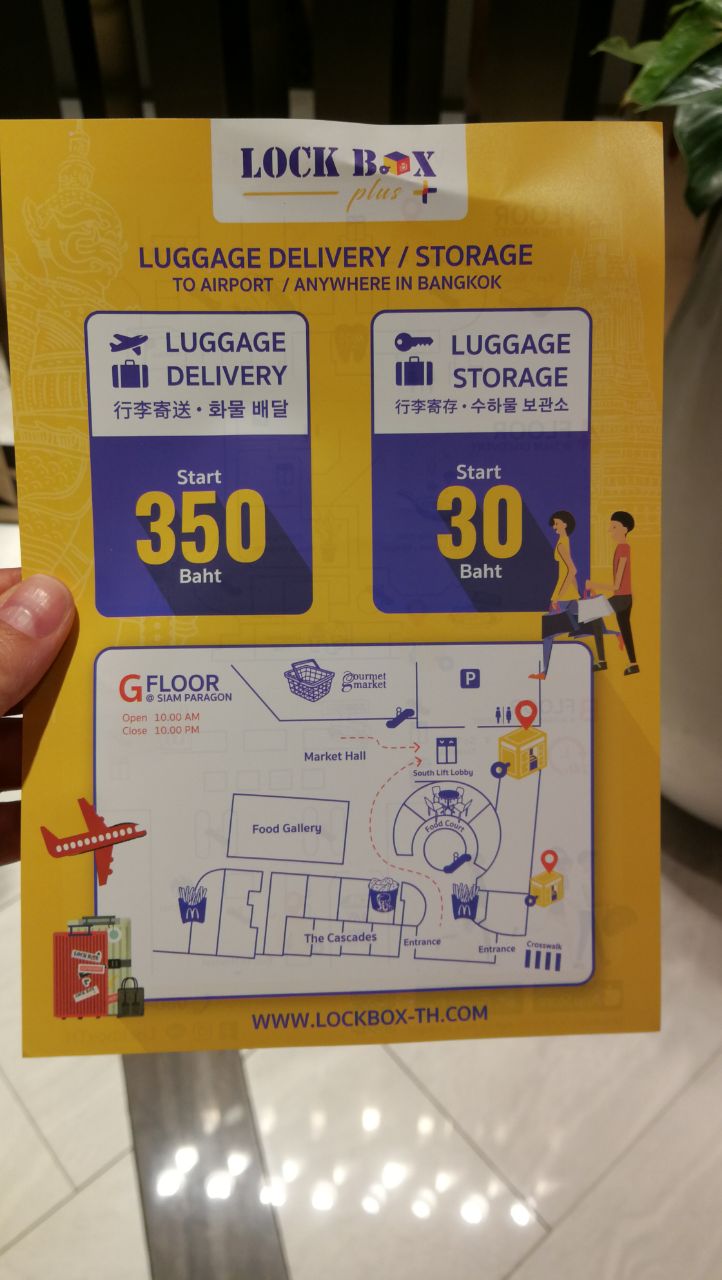 LOCK BOX
plus +
LUGGAGE DELIVERY / STORAGE
TO AIRPORT / ANYWHERE IN BANGKOK
LUGGAGE
DELIVERY
行李寄送 · 화물 배달
Start
350
Baht
LUGGAGE
STORAGE
行李寄存 · 수하물 보관소
Start
30
Baht
G FLOOR
@ SIAM PARAGON
Open 10.00 AM
Close 10.00 PM
gourmet
market
P
Market Hall
South Lift Lobby
Food Gallery
Food Court
The Cascades
Entrance
Entrance
Crosswalk
LOCK BOX
WWW.LOCKBOX-TH.COM